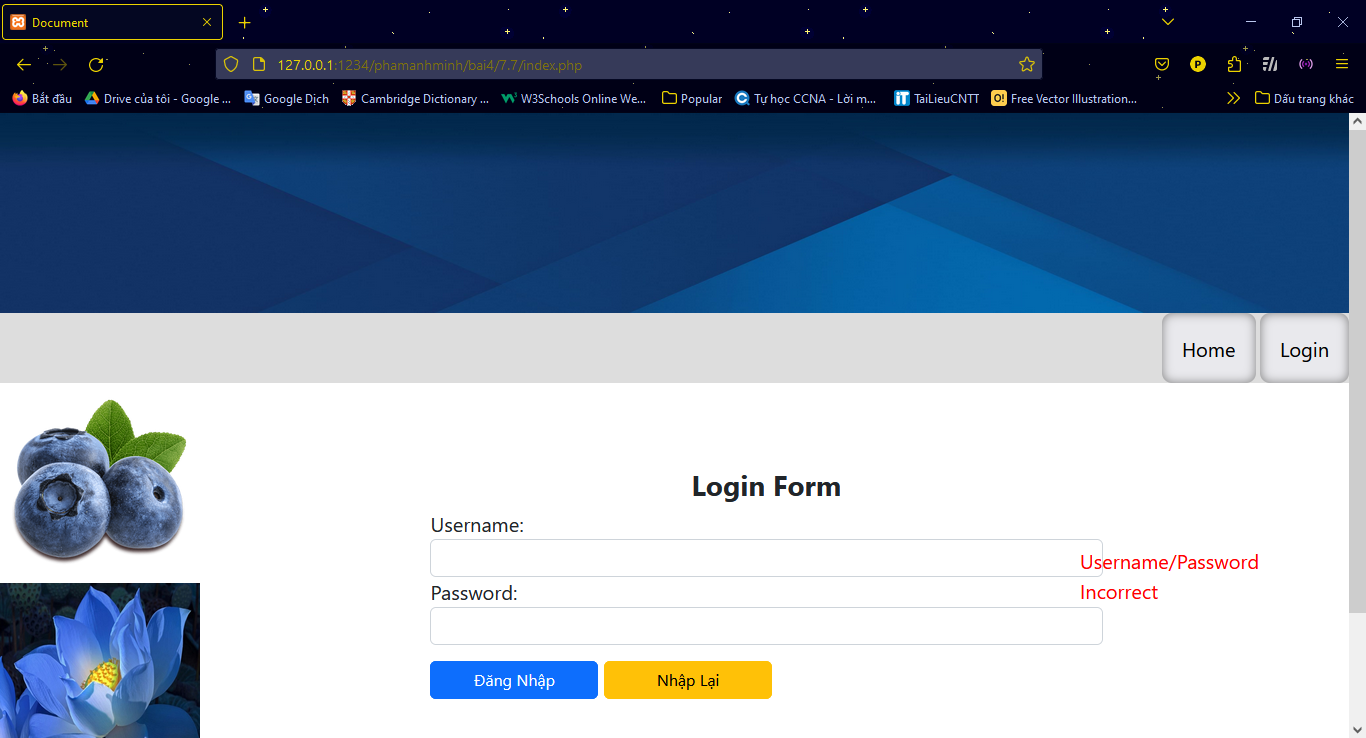 Document
127.0.0.1:1234/phamanhminh/bai4/7.7/index.php
P
Bắt đầu Drive của tôi - Google ... Google Dịch Cambridge Dictionary ... W3Schools Online We... Popular Tự học CCNA - Lời m... iT TaiLieuCNTT O! Free Vector Illustration... Dấu trang khác
Home Login
Login Form
Username:
Username/Password
Incorrect
Password:
Đăng Nhập Nhập Lại